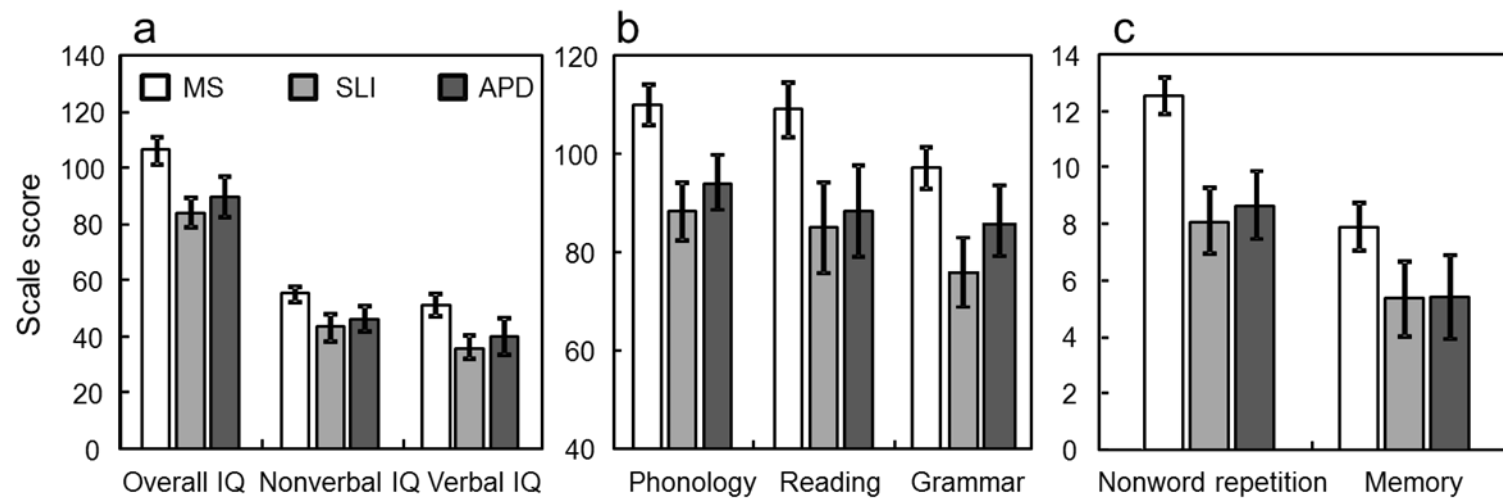 a
b
c
Scale score
140
120
100
80
60
40
20
0
MS
SLI
APD
Overall IQ
Nonverbal IQ
Verbal IQ
120
100
80
60
40
Phonology
Reading
Grammar
14
12
10
8
6
4
2
0
Nonword repetition
Memory